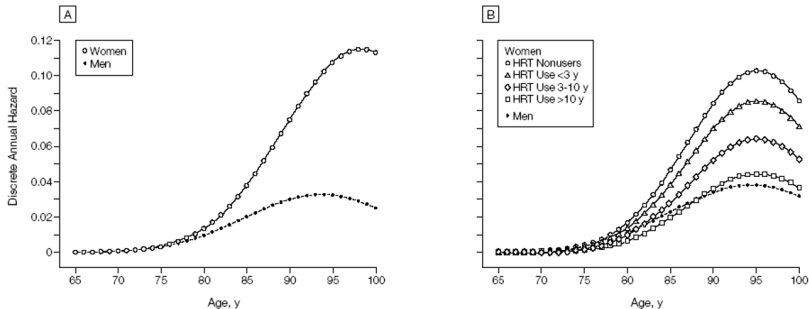 A
Women
Men
Discrete Annual Hazard
0.12
0.10
0.08
0.06
0.04
0.02
0
65 70 75 80 85 90 95 100
Age, y
B
Women
HRT Nonusers
HRT Use <3 y
HRT Use 3-10 y
HRT Use >10 y
Men
65 70 75 80 85 90 95 100
Age, y